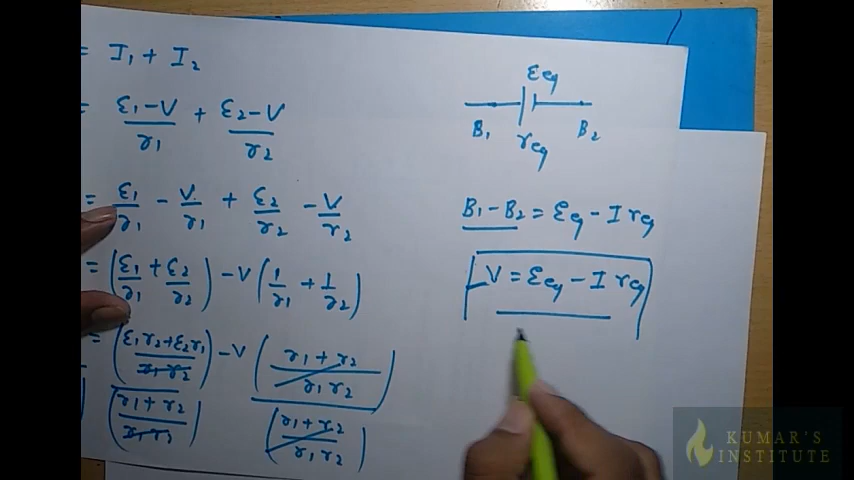 = I₁ + I₂
= (ε₁-V)/r₁ + (ε₂-V)/r₂
= ε₁/r₁ - V/r₁ + ε₂/r₂ - V/r₂
= (ε₁/r₁ + ε₂/r₂) - V (1/r₁ + 1/r₂)
= ((ε₁r₂+ε₂r₁)/(r₁r₂)) - V ((r₁+r₂)/(r₁r₂))
((r₁+r₂)/(r₁r₂)) ((r₁+r₂)/(r₁r₂))
εeq
B₁ B₂
req
B₁-B₂ = εeq - I req
V = εeq - I req
KUMAR'S
INSTITUTE